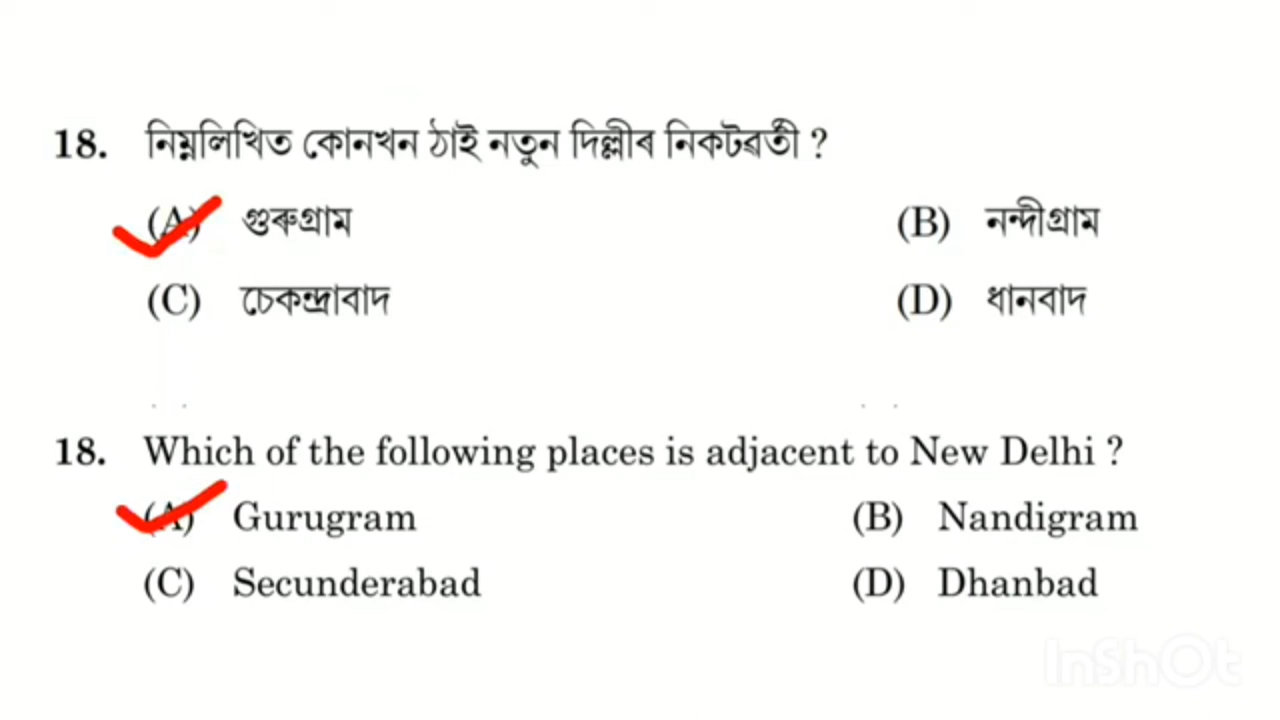 18. নিম্নলিখিত কোনখন ঠাই নতুন দিল্লীৰ নিকটৱৰ্তী ?
(A) গুৰুগ্ৰাম (B) নন্দীগ্ৰাম
(C) চেকন্দ্ৰাবাদ (D) ধানবাদ
18. Which of the following places is adjacent to New Delhi ?
(A) Gurugram (B) Nandigram
(C) Secunderabad (D) Dhanbad
InShOt